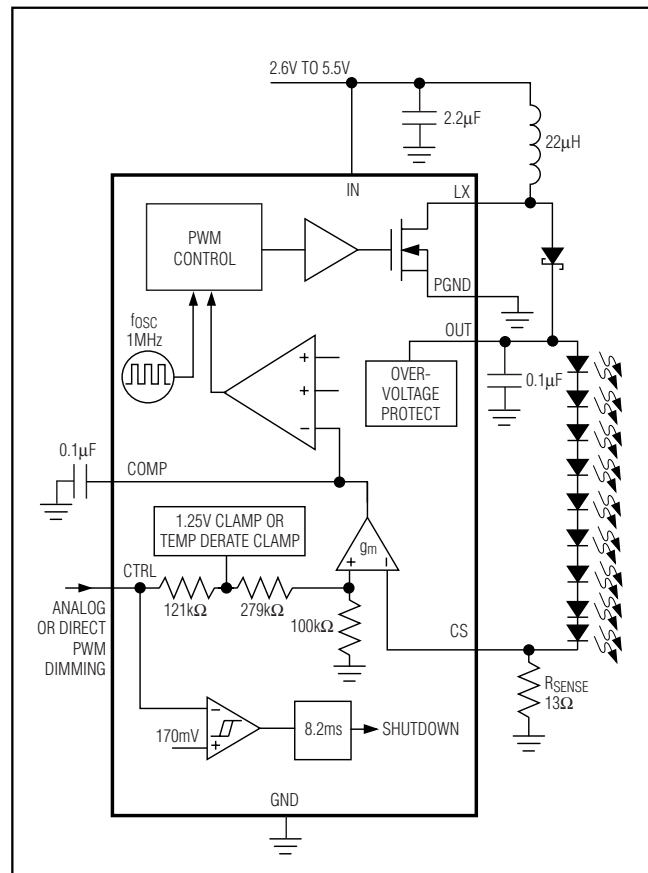 2.6V TO 5.5V
2.2µF
22µH
IN
LX
PWM
CONTROL
PGND
fOSC
1MHz
OUT
OVER-
VOLTAGE
PROTECT
0.1µF
+
+
−
0.1µF
COMP
1.25V CLAMP OR
TEMP DERATE CLAMP
gm
+
−
CTRL
121kΩ
279kΩ
100kΩ
CS
ANALOG
OR DIRECT
PWM
DIMMING
RSENSE
13Ω
−
170mV
+
8.2ms
SHUTDOWN
GND